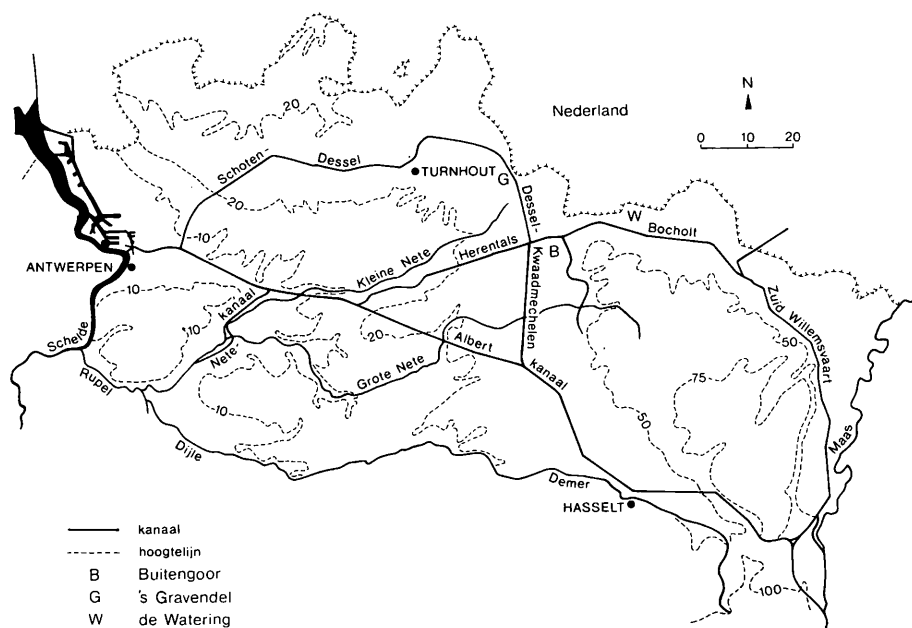 N
Nederland
0 10 20
20
Schoten-
Dessel
TURNHOUT
G
Dessel-
Kwaadmechelen
W
Bocholt
20
10
Kleine Nete
Herentals
B
ANTWERPEN
10
10
kanaal
Nete
20
Albert
kanaal
Zuid Willemsvaart
50
Schelde
Rupel
Grote Nete
10
75
50
Maas
Dijle
Demer
HASSELT
100
kanaal
hoogtelijn
B Buitengoor
G 's Gravendel
W de Watering